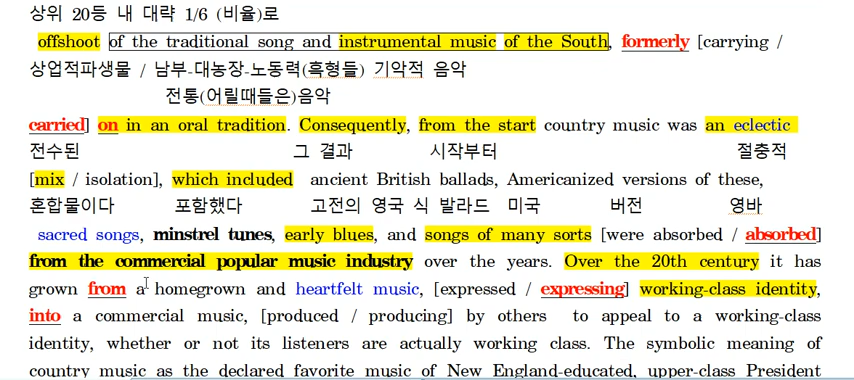 상위 20등 내 대략 1/6 (비율)로
offshoot of the traditional song and instrumental music of the South, formerly [carrying /
상업적파생물 / 남부-대농장-노동력(흑형들) 기악적 음악
전통(어릴때들은)음악
carried] on in an oral tradition. Consequently, from the start country music was an eclectic
전수된 그 결과 시작부터 절충적
[mix / isolation], which included ancient British ballads, Americanized versions of these,
혼합물이다 포함했다 고전의 영국 식 발라드 미국 버전 영바
sacred songs, minstrel tunes, early blues, and songs of many sorts [were absorbed / absorbed]
from the commercial popular music industry over the years. Over the 20th century it has
grown from a homegrown and heartfelt music, [expressed / expressing] working-class identity,
into a commercial music, [produced / producing] by others to appeal to a working-class
identity, whether or not its listeners are actually working class. The symbolic meaning of
country music as the declared favorite music of New England-educated, upper-class President